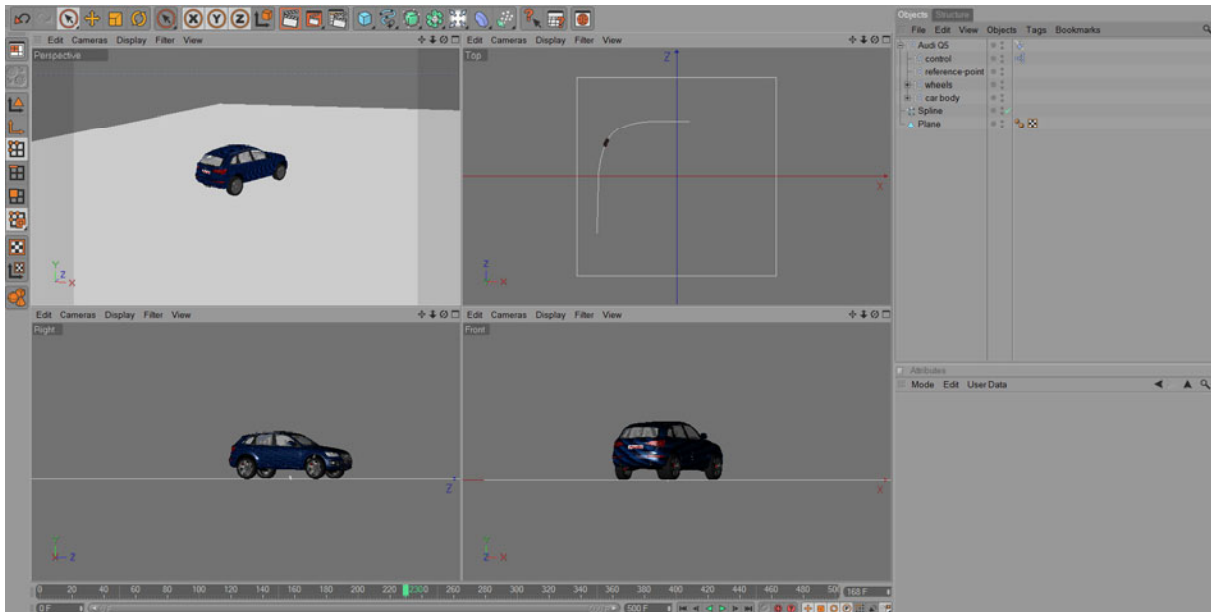 Edit Cameras Display Filter View
Perspective
Y
Z
X
Edit Cameras Display Filter View
Top
Z
X
Z
X
Edit Cameras Display Filter View
Right
Z
Y
X Z
Edit Cameras Display Filter View
Front
X
Y
Z X
0 20 40 60 80 100 120 140 160 180 200 220 260 280 300 320 340 360 380 400 420 440 460 480 168 F
0 F 500 F
Objects Structure
File Edit View Objects Tags Bookmarks
Audi Q5
control
reference-point
wheels
car body
Spline
Plane
Attributes
Mode Edit User Data